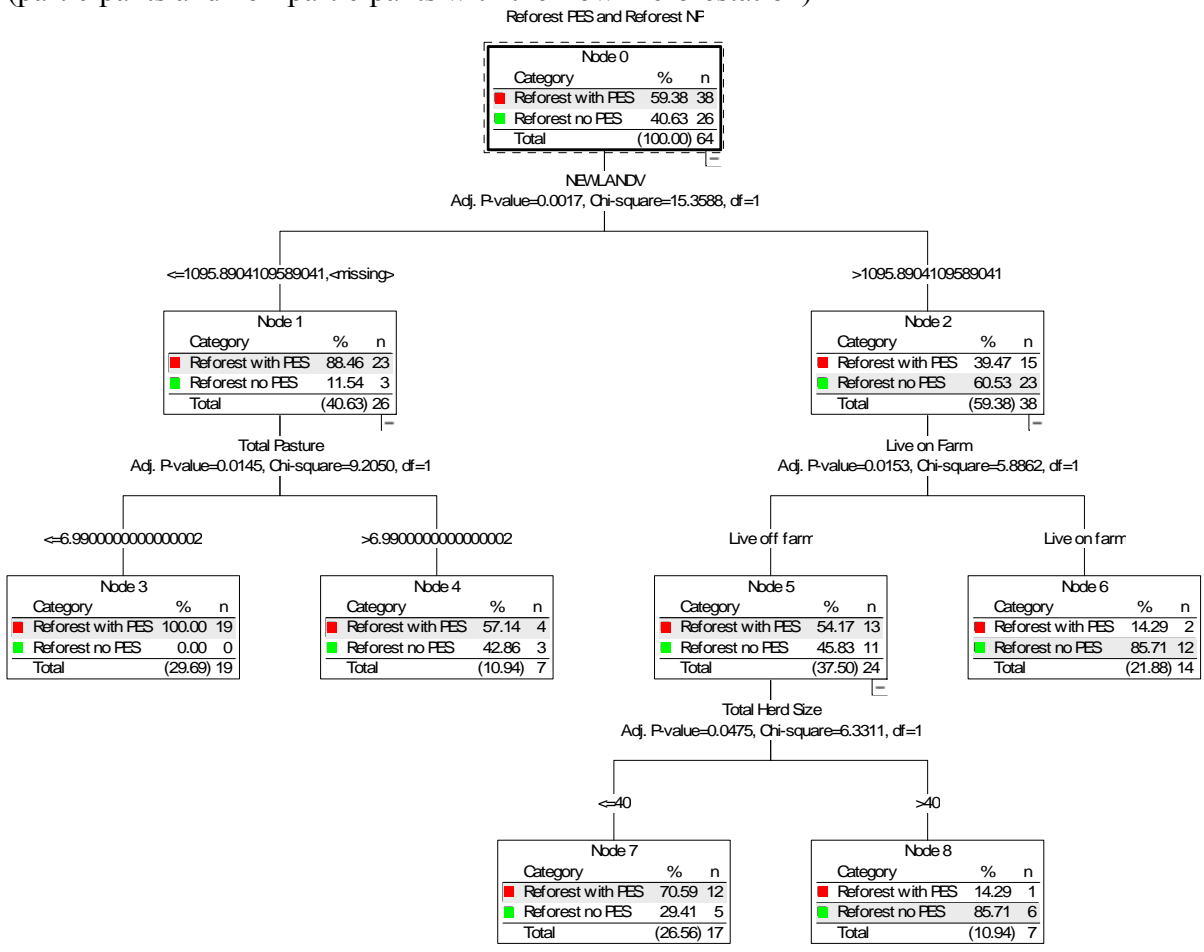 (participants and non-participants with their own reforestation)
Reforest PES and Reforest NP
Node 0
Category % n
Reforest with PES 59.38 38
Reforest no PES 40.63 26
Total (100.00) 64
NEWLANDV
Adj. P-value=0.0017, Chi-square=15.3588, df=1
<=1095.8904109589041,<missing>
>1095.8904109589041
Node 1
Category % n
Reforest with PES 88.46 23
Reforest no PES 11.54 3
Total (40.63) 26
Node 2
Category % n
Reforest with PES 39.47 15
Reforest no PES 60.53 23
Total (59.38) 38
Total Pasture
Adj. P-value=0.0145, Chi-square=9.2050, df=1
Live on Farm
Adj. P-value=0.0153, Chi-square=5.8862, df=1
<=6.9900000000000002
>6.9900000000000002
Live off farm
Live on farm
Node 3
Category % n
Reforest with PES 100.00 19
Reforest no PES 0.00 0
Total (29.69) 19
Node 4
Category % n
Reforest with PES 57.14 4
Reforest no PES 42.86 3
Total (10.94) 7
Node 5
Category % n
Reforest with PES 54.17 13
Reforest no PES 45.83 11
Total (37.50) 24
Node 6
Category % n
Reforest with PES 14.29 2
Reforest no PES 85.71 12
Total (21.88) 14
Total Herd Size
Adj. P-value=0.0475, Chi-square=6.3311, df=1
<=40
>40
Node 7
Category % n
Reforest with PES 70.59 12
Reforest no PES 29.41 5
Total (26.56) 17
Node 8
Category % n
Reforest with PES 14.29 1
Reforest no PES 85.71 6
Total (10.94) 7